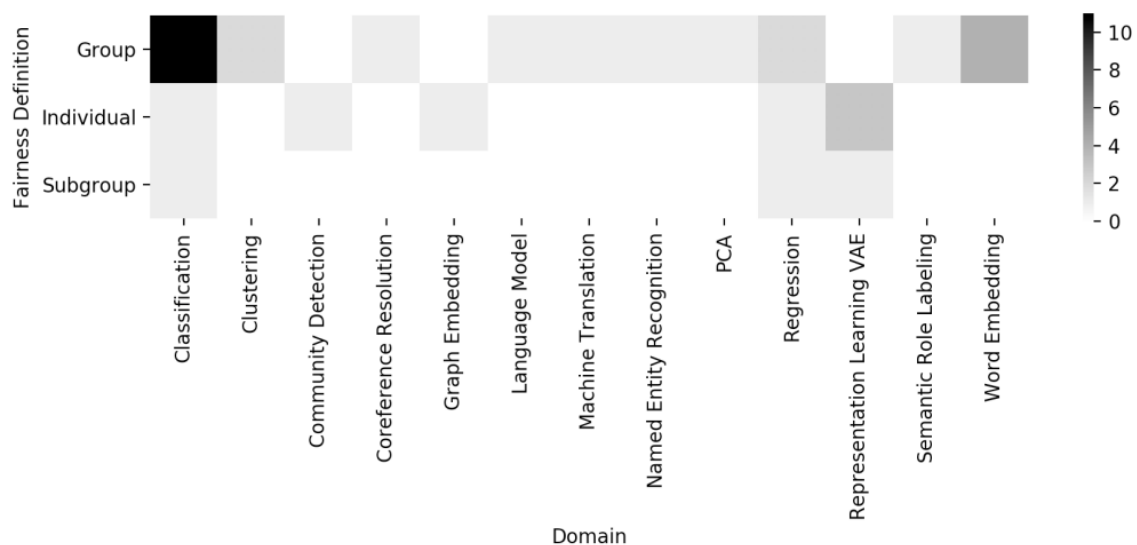 Fairness Definition
Group
Individual
Subgroup
10
8
6
4
2
0
Classification
Clustering
Community Detection
Coreference Resolution
Graph Embedding
Language Model
Machine Translation
Named Entity Recognition
PCA
Regression
Representation Learning VAE
Semantic Role Labeling
Word Embedding
Domain